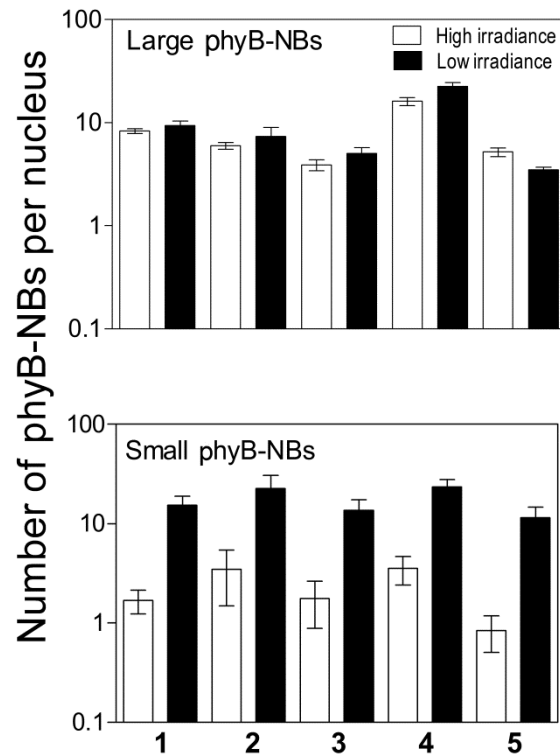 Number of phyB-NBs per nucleus
Large phyB-NBs
High irradiance
Low irradiance
100
10
1
0.1
Small phyB-NBs
100
10
1
0.1
1 2 3 4 5